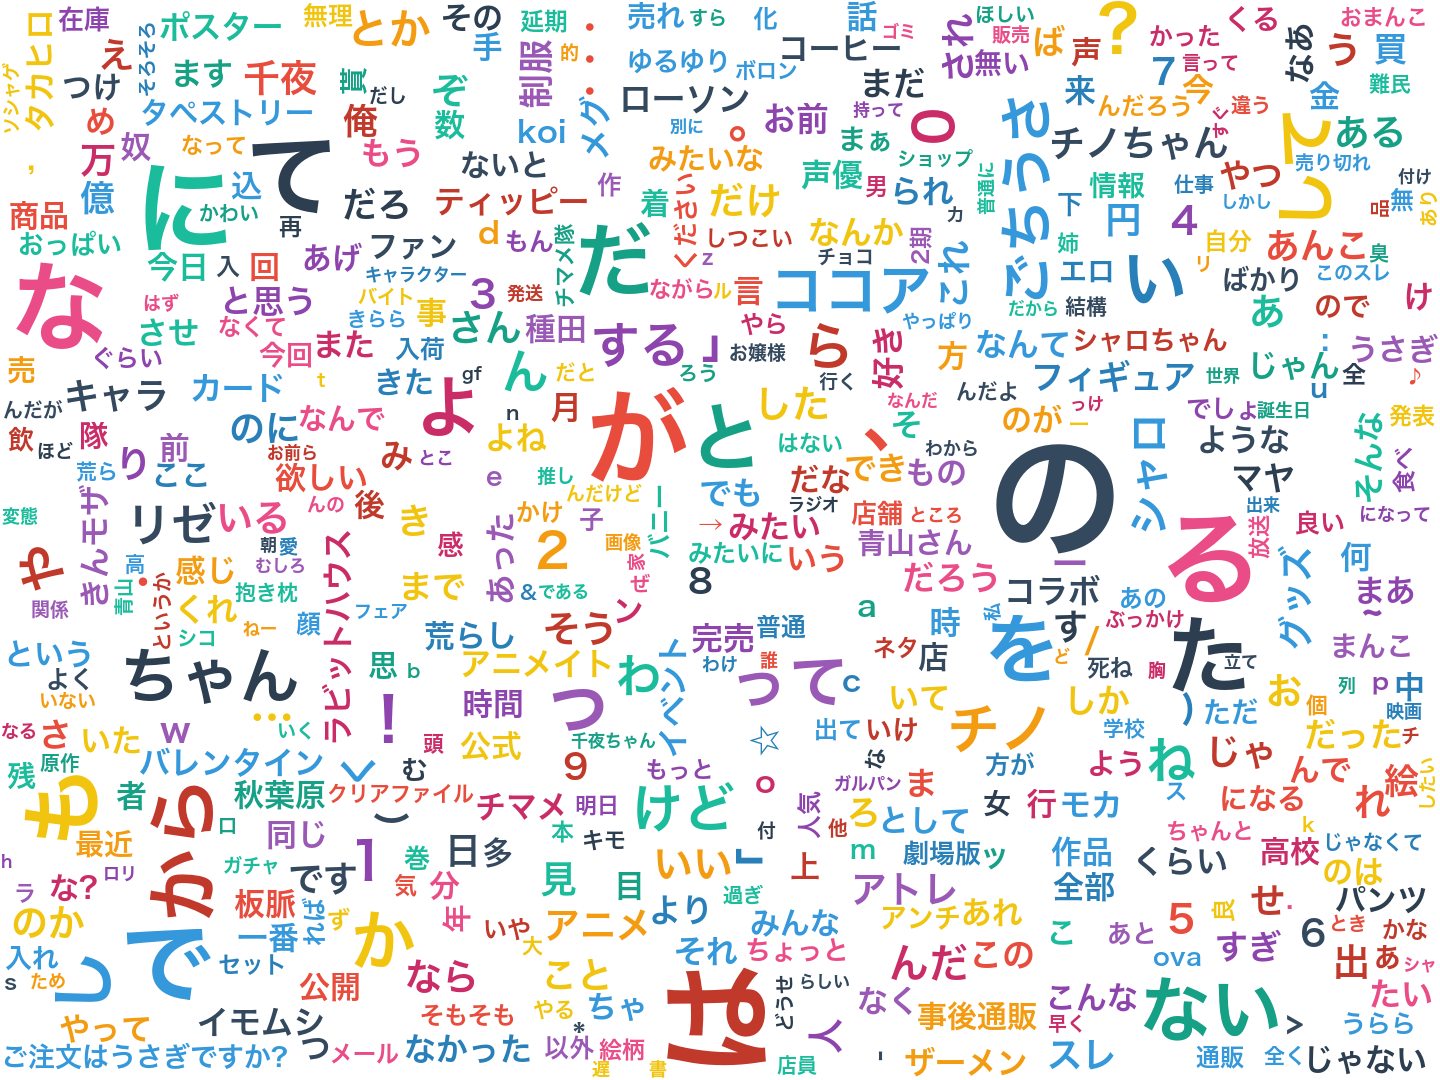 ロ 在庫 ポスター 無理 とか その 延期 ・・・ 売れ すら 化 話 ゴミ され ほしい 販売 ば ? 声 かった くる なあ おまんこ う 買
ソシャゲ タカヒロ え そろそろ ます 千夜 貰 だし ぞ 手 制服 的 ゆるゆり ボロン コーヒー まだ 無い 来 7 言って 今 金 難民
つけ め タペストリー 俺 数 koi メグ ローソン 別に 。 お前 持って 0 んだろう すぐ 違う して ある
, 万 奴 なって て もう ないと みたいな まぁ ショップ ごちうさ チノちゃん 売り切れ
億 に 込 かわい だろ ティッピー 作 着 ください だけ 声優 男 られ カ 普通に 下 情報 仕事 やつ しかし 付け 無 品 あり
商品 おっぱい 再 ファン d もん チマメ隊 だ しつこい なんか 2期 これ 姉 円 4 自分 あんこ 臭
今日 入 回 あげ キャラクター z チョコ エロ い リ ばかり このスレ
な はず と思う バイト 事 3 発送 ながら ル 言 ココア だから 結構 あ ので け
させ なくて きらら さん 種田 する 」 やら ら やっぱり なんて シャロちゃん : うさぎ
ぐらい 今回 また 入荷 お嬢様 好き 方 世界 じゃん 全 ♪
売 キャラ カード t きた gf ん だと ろう 行く フィギュア u
んだが のに なんで よ n 月 が と した なんだ そ んだよ のが っけ ー でしょ 誕生日 発表
飲 ほど 隊 り 前 ここ お前ら み とこ よね はない 、 わから の シャロ ような そんな 食く
荒ら 欲しい e 推し んだけど でも だな でき もの マヤ
変態 きんモザ リゼ いる んの 後 き あった かけ 子 バニー → みたい ラジオ 店舗 ところ 出来 良い になって
や 高 ・ 朝 愛 むしろ ラビットハウス 感 2 画像 みたいに いう 青山さん る 放送 グッズ 何
関係 青山 というか 感じ くれ 抱き枕 まで & である 家 ぜ 8 だろう ー コラボ あの まあ
シコ ねー 顔 フェア 荒らし そう ン 完売 普通 a 時 私 を す ぶっかけ ~
という よく ちゃん 思 b アニメイト わ イベント わけ 誰 って c ネタ 店 / ど 死ね 胸 た 立て まんこ
いない … いく ! 時間 つ いて しか ) ただ お 個 列 p 中 映画
なる さ いた w 頭 公式 千夜ちゃん ☆ 出て いけ チノ 学校 だった チ
残 原作 バレンタイン く む 9 もっと o な 方が よう ね じゃ んで 絵 したい
も 者 から 秋葉原 クリアファイル チマメ 明日 けど 人気 ガルパン ま 女 行 モカ ス になる れ
最近 口 同じ ( 本 キモ 付 他 ろ として ちゃんと k じゃなくて
h な? ロリ ガチャ です 1 巻 日 多 見 目 いい 「 上 m 劇場版 ッ 作品 くらい 高校 のは
ラ 板脈 気 分 過ぎ アトレ 全部 パンツ
のか で 一番 れば ず か 年 いや 大 アニメ より みんな アンチ あれ こ あと 5 良 せ . とき かな
入れ し セット それ ちょっと んだ この ova すぎ 6 出 ぁ シャ
s ため 公開 なら こと は どうせ らしい なく こんな ない たい
やって イモムシ そもそも やる ちゃ * 人 事後通販 早く > うらら
ご注文はうさぎですか? つ メール なかった 以外 絵柄 遅 書 店員 ' ザーメン スレ 通販 全く じゃない